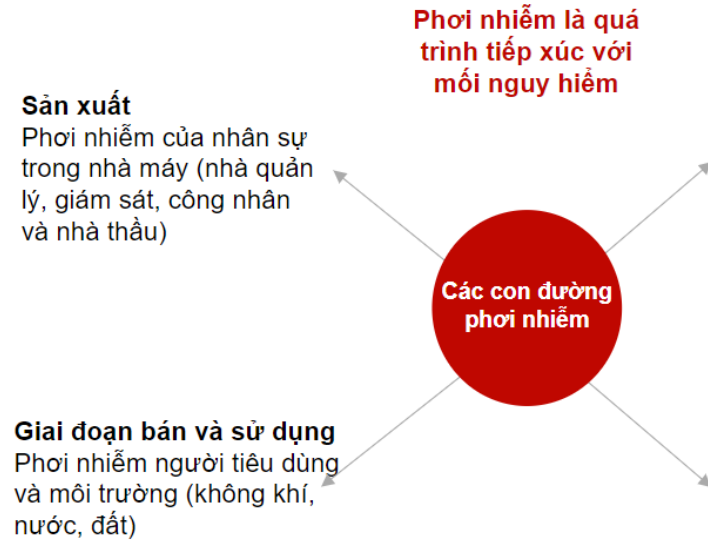 Phơi nhiễm là quá
trình tiếp xúc với
mối nguy hiểm
Sản xuất
Phơi nhiễm của nhân sự
trong nhà máy (nhà quản
lý, giám sát, công nhân
và nhà thầu)
Các con đường
phơi nhiễm
Giai đoạn bán và sử dụng
Phơi nhiễm người tiêu dùng
và môi trường (không khí,
nước, đất)